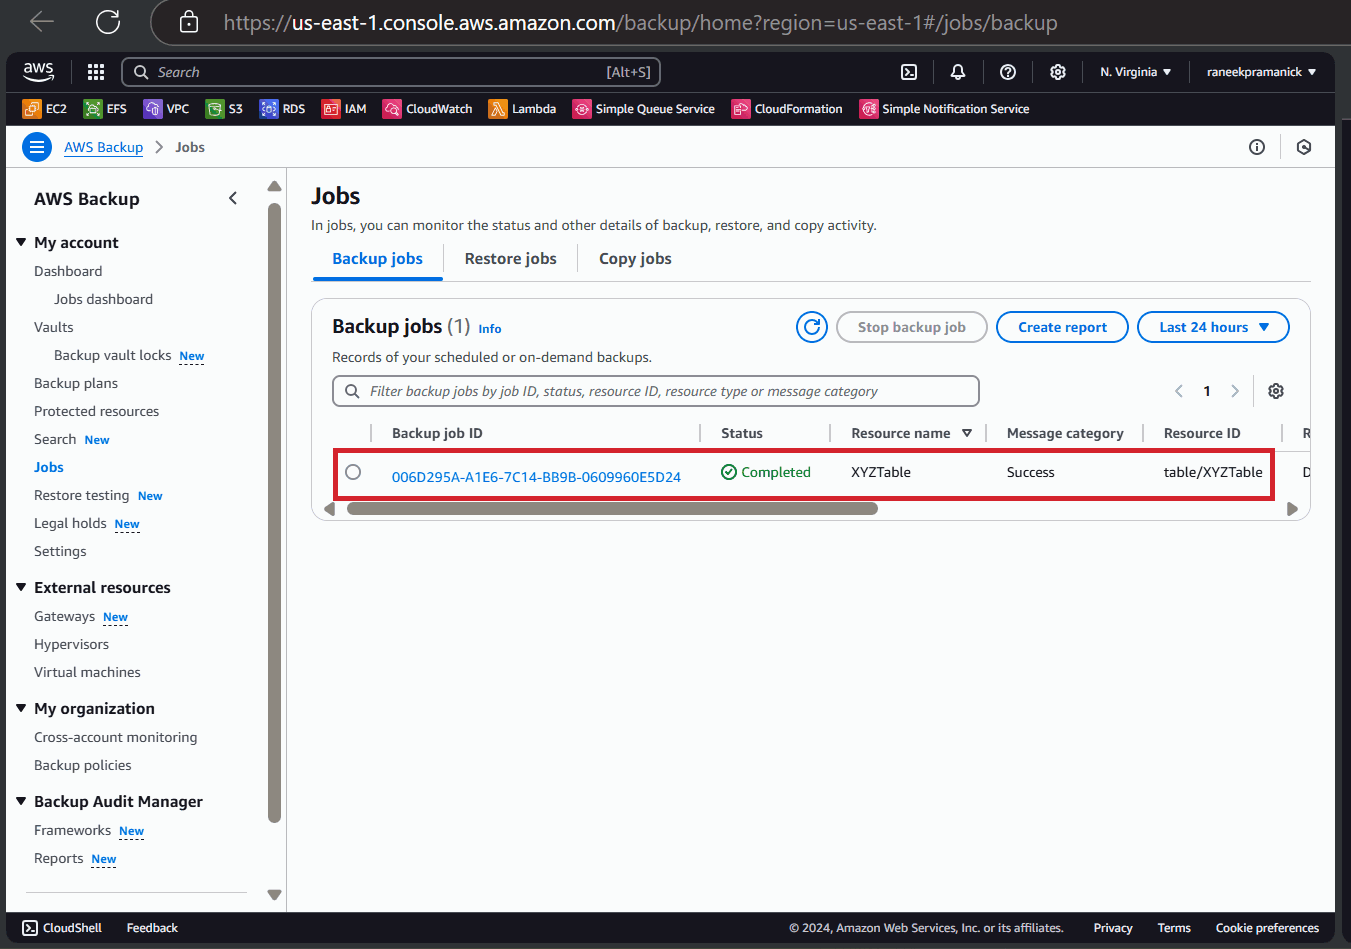 https://us-east-1.console.aws.amazon.com/backup/home?region=us-east-1#/jobs/backup
aws Search [Alt+S] N. Virginia raneekpramanick
EC2 EFS VPC S3 RDS IAM CloudWatch Lambda Simple Queue Service CloudFormation Simple Notification Service
AWS Backup Jobs
AWS Backup
My account
Dashboard
Jobs dashboard
Vaults
Backup vault locks New
Backup plans
Protected resources
Search New
Jobs
Restore testing New
Legal holds New
Settings
External resources
Gateways New
Hypervisors
Virtual machines
My organization
Cross-account monitoring
Backup policies
Backup Audit Manager
Frameworks New
Reports New
Jobs
In jobs, you can monitor the status and other details of backup, restore, and copy activity.
Backup jobs Restore jobs Copy jobs
Backup jobs (1) Info Stop backup job Create report Last 24 hours
Records of your scheduled or on-demand backups.
Filter backup jobs by job ID, status, resource ID, resource type or message category 1
Backup job ID Status Resource name Message category Resource ID R
006D295A-A1E6-7C14-BB9B-0609960E5D24 Completed XYZTable Success table/XYZTable D
CloudShell Feedback © 2024, Amazon Web Services, Inc. or its affiliates. Privacy Terms Cookie preferences